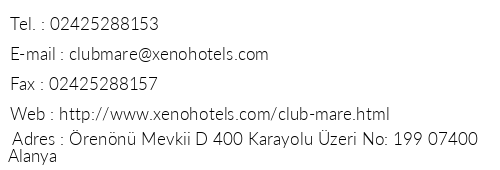 Tel. : 02425288153
E-mail : clubmare@xenohotels.com
Fax : 02425288157
Web : http://www.xenohotels.com/club-mare.html
Adres : Örenönü Mevkii D 400 Karayolu Üzeri No: 199 07400
Alanya